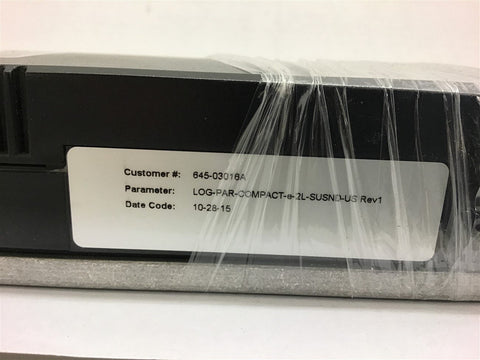 Customer #: 645-03016A
Parameter: LOG-PAR-COMPACT-e-2L-SUSND-US Rev1
Date Code: 10-28-15